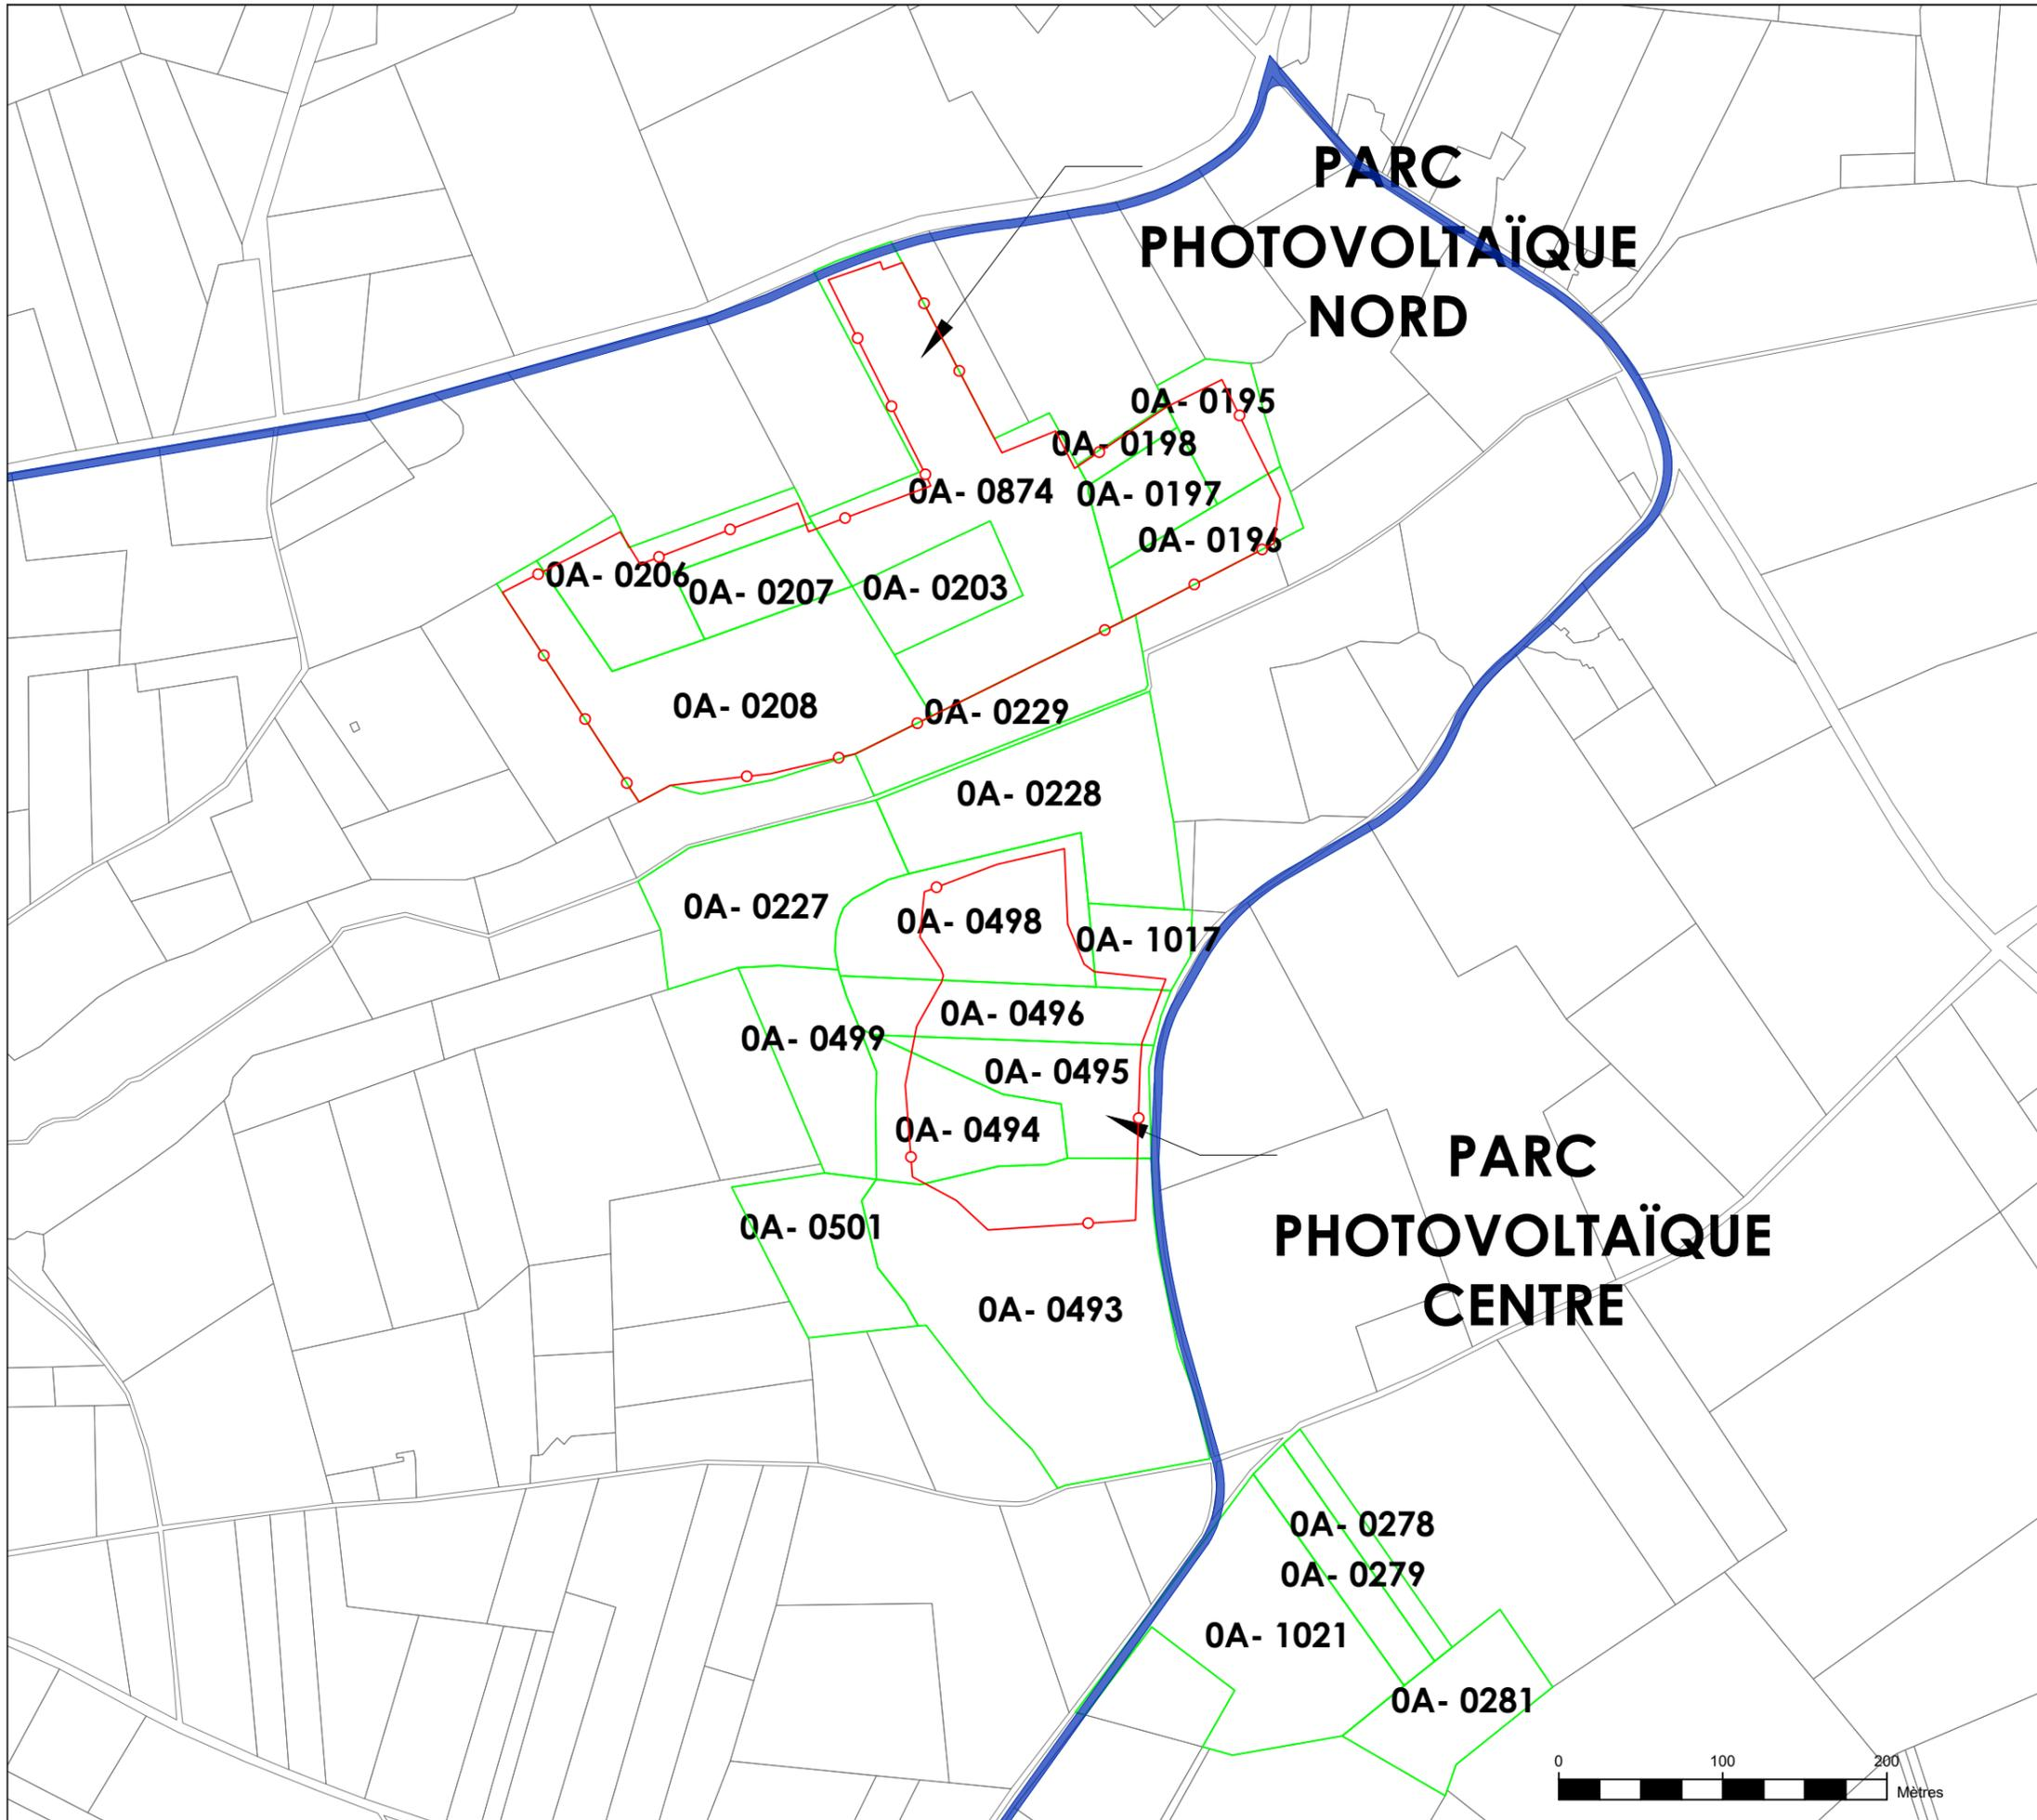 PARC
PHOTOVOLTAÏQUE
NORD
0A- 0195
0A- 0198
0A- 0874
0A- 0197
0A- 0196
0A- 0206
0A- 0207
0A- 0203
0A- 0208
0A- 0229
0A- 0228
0A- 0227
0A- 0498
0A- 1017
0A- 0496
0A- 0499
0A- 0495
0A- 0494
PARC
PHOTOVOLTAÏQUE
CENTRE
0A- 0501
0A- 0493
0A- 0278
0A- 0279
0A- 1021
0A- 0281
0 100 200
Mètres